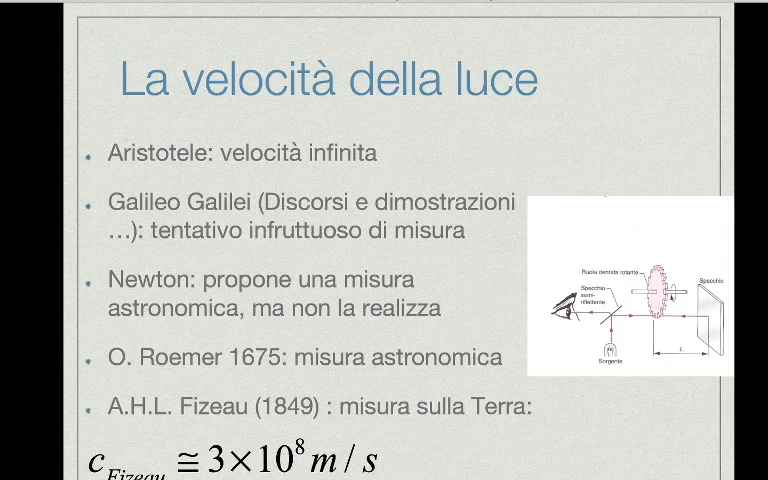 La velocità della luce
Aristotele: velocità infinita
Galileo Galilei (Discorsi e dimostrazioni
…): tentativo infruttuoso di misura
Newton: propone una misura
astronomica, ma non la realizza
O. Roemer 1675: misura astronomica
A.H.L. Fizeau (1849) : misura sulla Terra:
c_Fizeau ≅ 3×10⁸ m / s
Ruota dentata rotante
Specchio
Specchio
semi-
riflettente
L
Sorgente